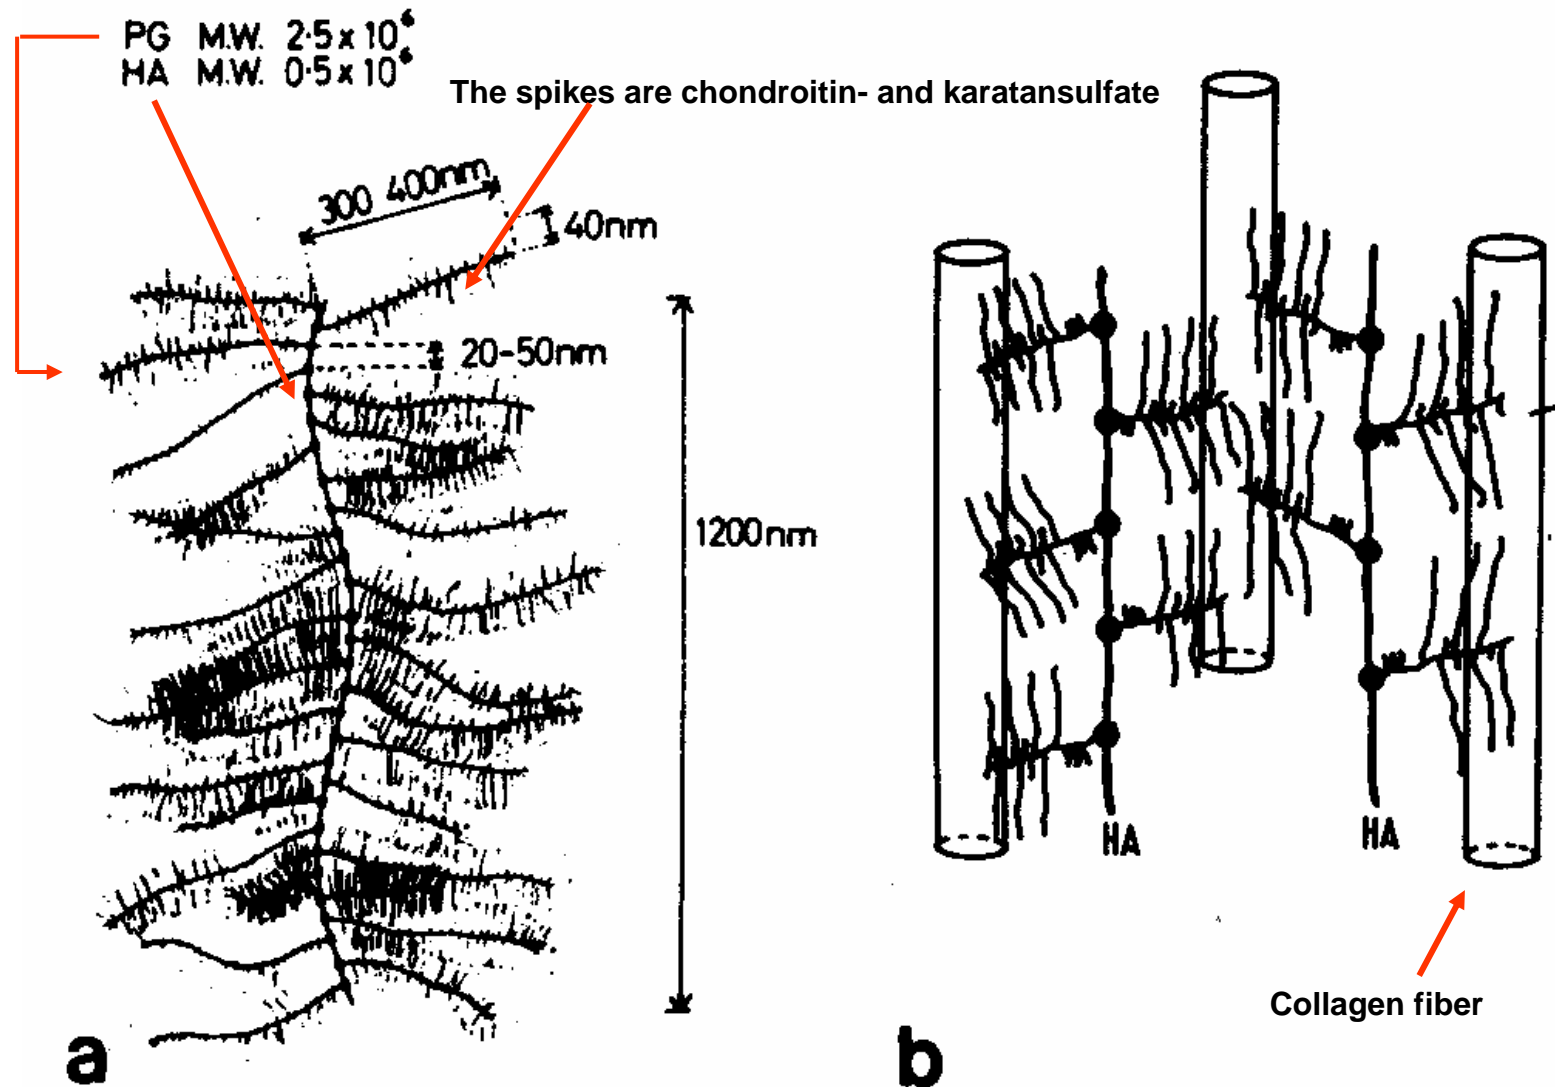 PG M.W. 2·5 x 10⁶
HA M.W. 0·5 x 10⁶
The spikes are chondroitin- and karatansulfate
300 400nm
40nm
20-50nm
1200nm
HA
HA
Collagen fiber
a
b